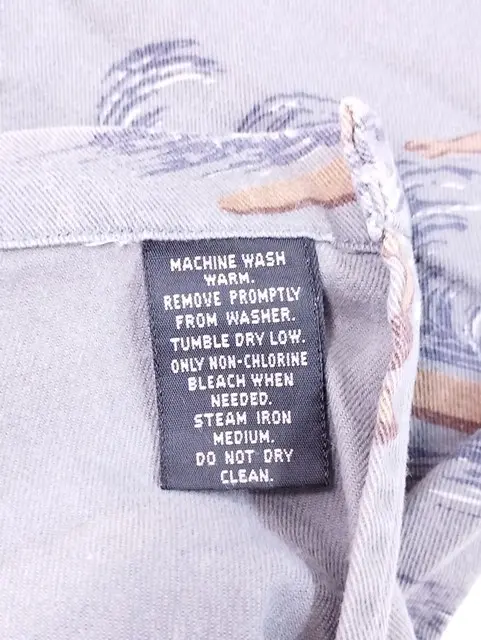 MACHINE WASH
WARM.
REMOVE PROMPTLY
FROM WASHER.
TUMBLE DRY LOW.
ONLY NON-CHLORINE
BLEACH WHEN
NEEDED.
STEAM IRON
MEDIUM.
DO NOT DRY
CLEAN.